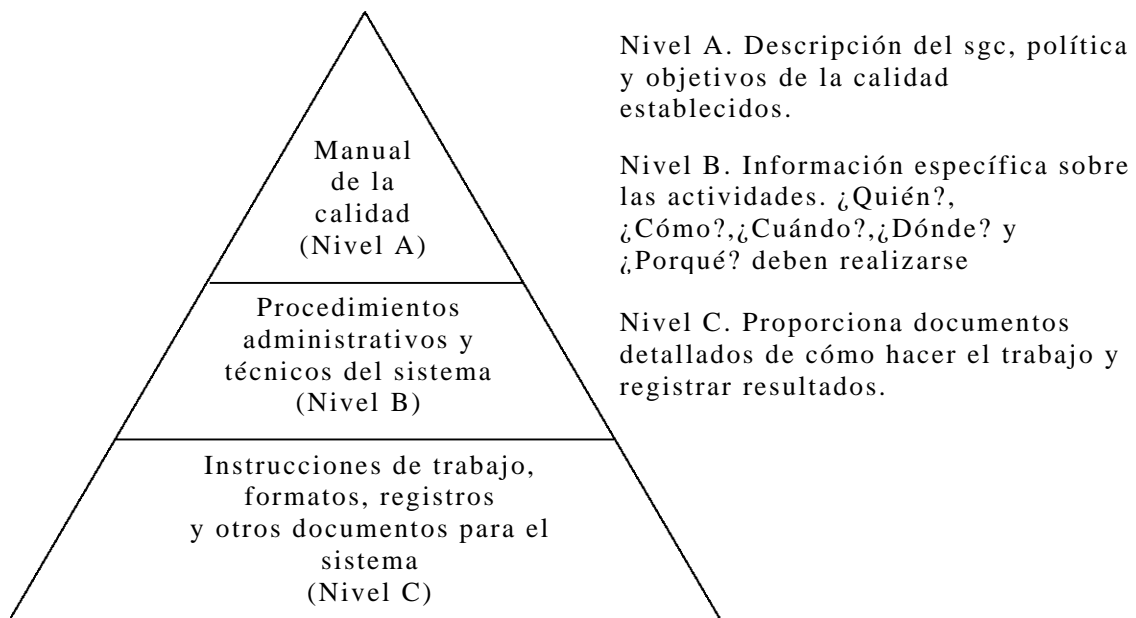 Manual
de la
calidad
(Nivel A)
Procedimientos
administrativos y
técnicos del sistema
(Nivel B)
Instrucciones de trabajo,
formatos, registros
y otros documentos para el
sistema
(Nivel C)
Nivel A. Descripción del sgc, política
y objetivos de la calidad
establecidos.
Nivel B. Información específica sobre
las actividades. ¿Quién?,
¿Cómo?,¿Cuándo?,¿Dónde? y
¿Porqué? deben realizarse
Nivel C. Proporciona documentos
detallados de cómo hacer el trabajo y
registrar resultados.